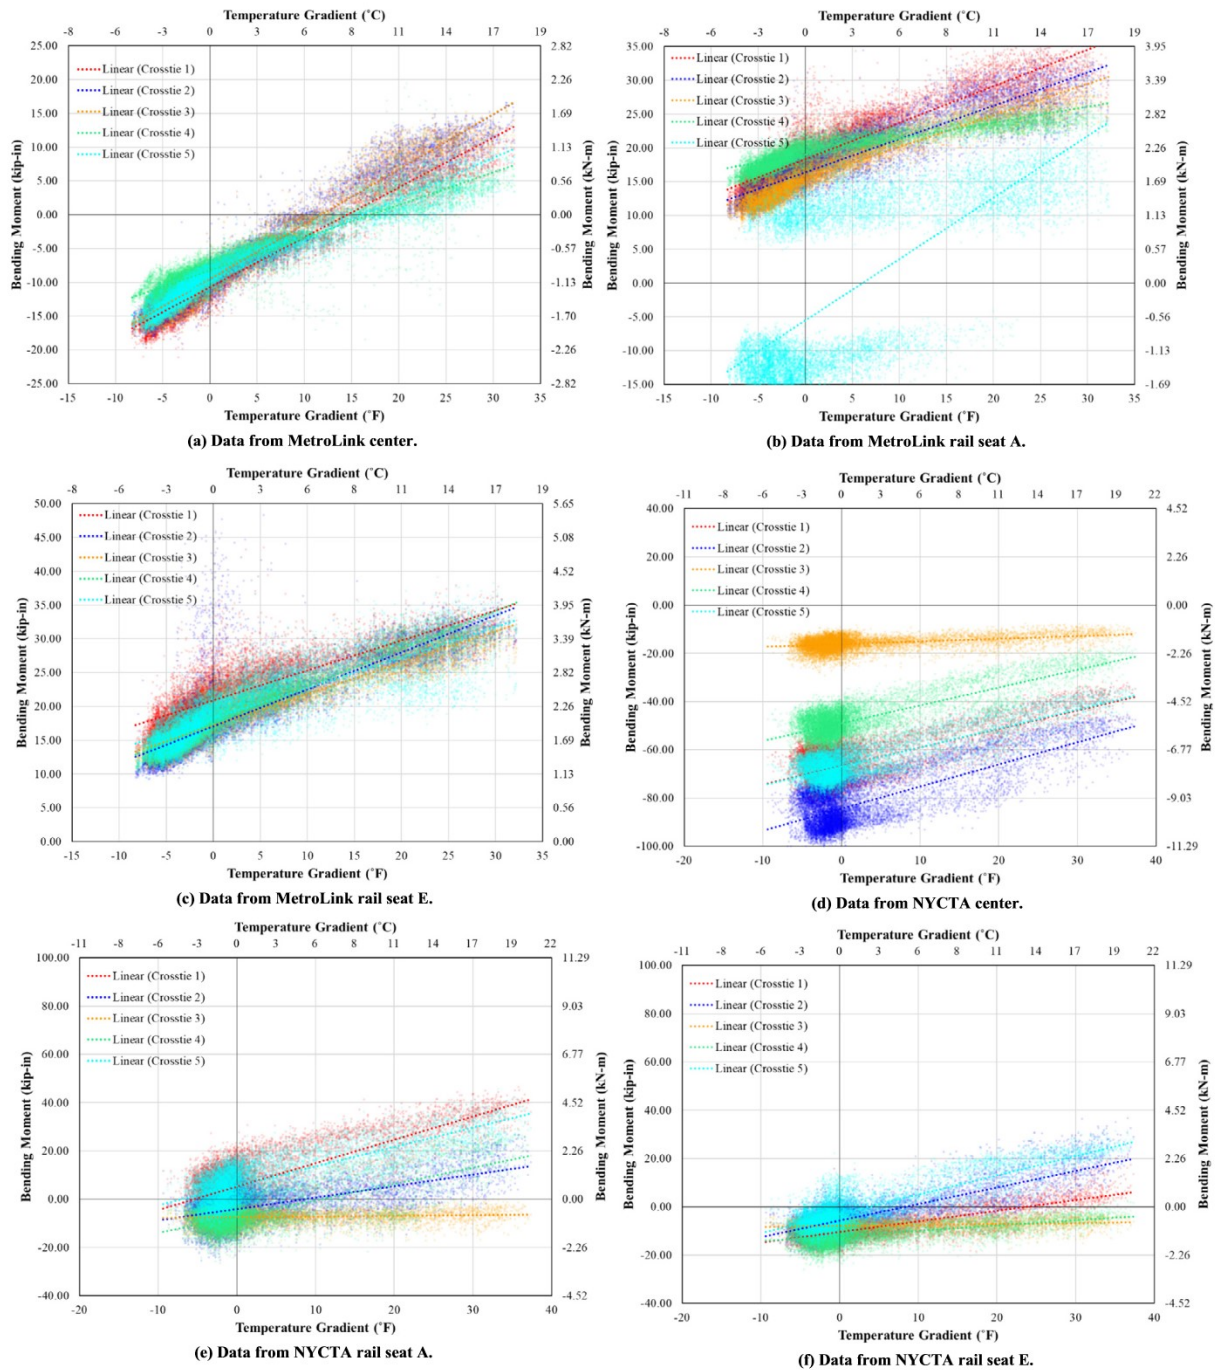 Temperature Gradient (˚C)
-8 -6 -3 0 3 6 8 11 14 17 19
25.00 20.00 15.00 10.00 5.00 0.00 -5.00 -10.00 -15.00 -20.00 -25.00
Bending Moment (kip-in)
Linear (Crosstie 1)
Linear (Crosstie 2)
Linear (Crosstie 3)
Linear (Crosstie 4)
Linear (Crosstie 5)
2.82 2.26 1.69 1.13 0.56 0.00 -0.57 -1.13 -1.70 -2.26 -2.82
Bending Moment (kN-m)
-15 -10 -5 0 5 10 15 20 25 30 35
Temperature Gradient (˚F)
(a) Data from MetroLink center.
Temperature Gradient (˚C)
-8 -6 -3 0 3 6 8 11 14 17 19
35.00 30.00 25.00 20.00 15.00 10.00 5.00 0.00 -5.00 -10.00 -15.00
Bending Moment (kip-in)
Linear (Crosstie 1)
Linear (Crosstie 2)
Linear (Crosstie 3)
Linear (Crosstie 4)
Linear (Crosstie 5)
3.95 3.39 2.82 2.26 1.69 1.13 0.57 0.00 -0.56 -1.13 -1.69
Bending Moment (kN-m)
-15 -10 -5 0 5 10 15 20 25 30 35
Temperature Gradient (˚F)
(b) Data from MetroLink rail seat A.
Temperature Gradient (˚C)
-8 -6 -3 0 3 6 8 11 14 17 19
50.00 45.00 40.00 35.00 30.00 25.00 20.00 15.00 10.00 5.00 0.00
Bending Moment (kip-in)
Linear (Crosstie 1)
Linear (Crosstie 2)
Linear (Crosstie 3)
Linear (Crosstie 4)
Linear (Crosstie 5)
5.65 5.08 4.52 3.95 3.39 2.82 2.26 1.69 1.13 0.56 0.00
Bending Moment (kN-m)
-15 -10 -5 0 5 10 15 20 25 30 35
Temperature Gradient (˚F)
(c) Data from MetroLink rail seat E.
Temperature Gradient (˚C)
-11 -6 0 6 11 17 22
40.00 20.00 0.00 -20.00 -40.00 -60.00 -80.00 -100.00
Bending Moment (kip-in)
Linear (Crosstie 1)
Linear (Crosstie 2)
Linear (Crosstie 3)
Linear (Crosstie 4)
Linear (Crosstie 5)
4.52 2.26 0.00 -2.26 -4.52 -6.77 -9.03 -11.29
Bending Moment (kN-m)
-20 -10 0 10 20 30 40
Temperature Gradient (˚F)
(d) Data from NYCTA center.
Temperature Gradient (˚C)
-11 -6 -3 0 3 6 11 14 17 19 22
100.00 80.00 60.00 40.00 20.00 0.00 -20.00 -40.00
Bending Moment (kip-in)
Linear (Crosstie 1)
Linear (Crosstie 2)
Linear (Crosstie 3)
Linear (Crosstie 4)
Linear (Crosstie 5)
11.29 9.03 6.77 4.52 2.26 0.00 -2.26 -4.52
Bending Moment (kN-m)
-20 -10 0 10 20 30 40
Temperature Gradient (˚F)
(e) Data from NYCTA rail seat A.
Temperature Gradient (˚C)
-11 -6 0 6 11 17 22
100.00 80.00 60.00 40.00 20.00 0.00 -20.00 -40.00
Bending Moment (kip-in)
Linear (Crosstie 1)
Linear (Crosstie 2)
Linear (Crosstie 3)
Linear (Crosstie 4)
Linear (Crosstie 5)
11.29 9.03 6.77 4.52 2.26 0.00 -2.26 -4.52
Bending Moment (kN-m)
-20 -10 0 10 20 30 40
Temperature Gradient (˚F)
(f) Data from NYCTA rail seat E.